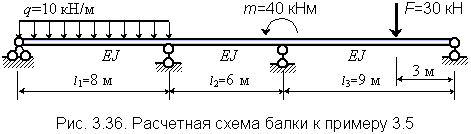 q=10 кН/м
m=40 кНм
F=30 кН
EJ
EJ
EJ
3 м
l₁=8 м
l₂=6 м
l₃=9 м
Рис. 3.36. Расчетная схема балки к примеру 3.5